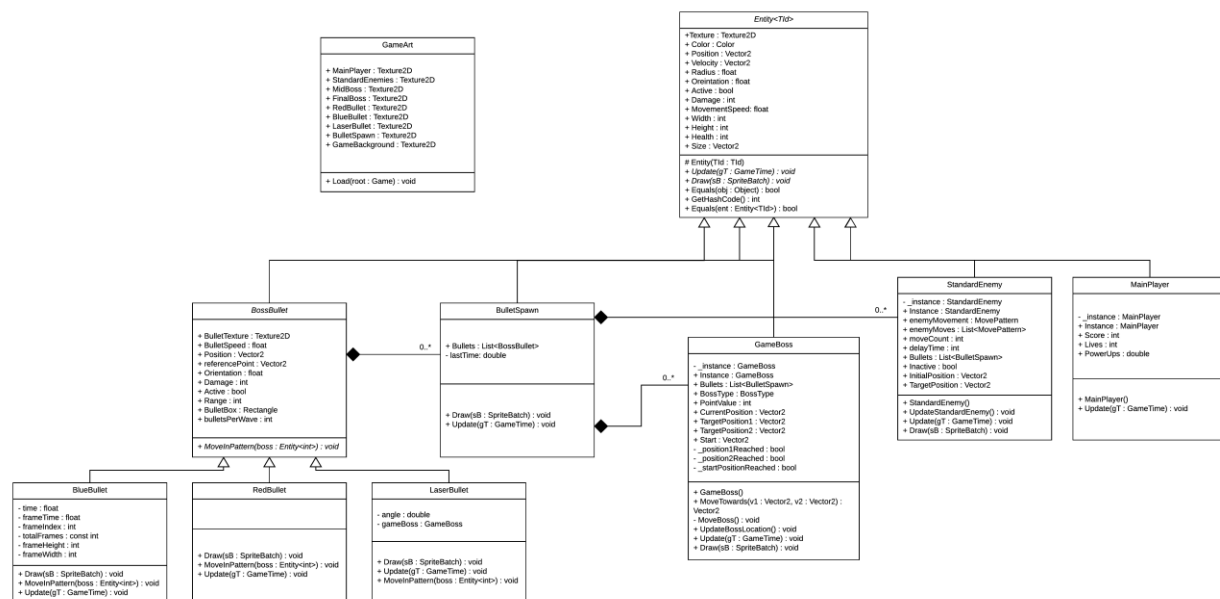 GameArt
+ MainPlayer : Texture2D
+ StandardEnemies : Texture2D
+ MidBoss : Texture2D
+ FinalBoss : Texture2D
+ RedBullet : Texture2D
+ BlueBullet : Texture2D
+ LaserBullet : Texture2D
+ BulletSpawn : Texture2D
+ GameBackground : Texture2D
+ Load(root : Game) : void
Entity<TId>
+Texture : Texture2D
+ Color : Color
+ Position : Vector2
+ Velocity : Vector2
+ Radius : float
+ Oreintation : float
+ Active : bool
+ Damage : int
+ MovementSpeed: float
+ Width : int
+ Height : int
+ Health : int
+ Size : Vector2
# Entity(TId : TId)
+ Update(gT : GameTime) : void
+ Draw(sB : SpriteBatch) : void
+ Equals(obj : Object) : bool
+ GetHashCode() : int
+ Equals(ent : Entity<TId>) : bool
BossBullet
+ BulletTexture : Texture2D
+ BulletSpeed : float
+ Position : Vector2
+ referencePoint : Vector2
+ Orientation : float
+ Damage : int
+ Active : bool
+ Range : int
+ BulletBox : Rectangle
+ bulletsPerWave : int
+ MoveInPattern(boss : Entity<int>) : void
0..*
BulletSpawn
+ Bullets : List<BossBullet>
- lastTime: double
+ Draw(sB : SpriteBatch) : void
+ Update(gT : GameTime) : void
0..*
0..*
GameBoss
- _instance : GameBoss
+ Instance : GameBoss
+ Bullets : List<BulletSpawn>
+ BossType : BossType
+ PointValue : int
+ CurrentPosition : Vector2
+ TargetPosition1 : Vector2
+ TargetPosition2 : Vector2
+ Start : Vector2
- _position1Reached : bool
- _position2Reached : bool
- _startPositionReached : bool
+ GameBoss()
+ MoveTowards(v1 : Vector2, v2 : Vector2) :
Vector2
- MoveBoss() : void
+ UpdateBossLocation() : void
+ Update(gT : GameTime) : void
+ Draw(sB : SpriteBatch) : void
StandardEnemy
- _instance : StandardEnemy
+ Instance : StandardEnemy
+ enemyMovement : MovePattern
+ enemyMoves : List<MovePattern>
+ moveCount : int
+ delayTime : int
+ Bullets : List<BulletSpawn>
+ Inactive : bool
+ InitialPosition : Vector2
+ TargetPosition : Vector2
+ StandardEnemy()
+ UpdateStandardEnemy() : void
+ Update(gT : GameTime) : void
+ Draw(sB : SpriteBatch) : void
MainPlayer
- _instance : MainPlayer
+ Instance : MainPlayer
+ Score : int
+ Lives : int
+ PowerUps : double
+ MainPlayer()
+ Update(gT : GameTime) : void
BlueBullet
- time : float
- frameTime : float
- frameIndex : int
- totalFrames : const int
- frameHeight : int
- frameWidth : int
+ Draw(sB : SpriteBatch) : void
+ MoveInPattern(boss : Entity<int>) : void
+ Update(gT : GameTime) : void
RedBullet
+ Draw(sB : SpriteBatch) : void
+ MoveInPattern(boss : Entity<int>) : void
+ Update(gT : GameTime) : void
LaserBullet
- angle : double
- gameBoss : GameBoss
+ Draw(sB : SpriteBatch) : void
+ Update(gT : GameTime) : void
+ MoveInPattern(boss : Entity<int>) : void